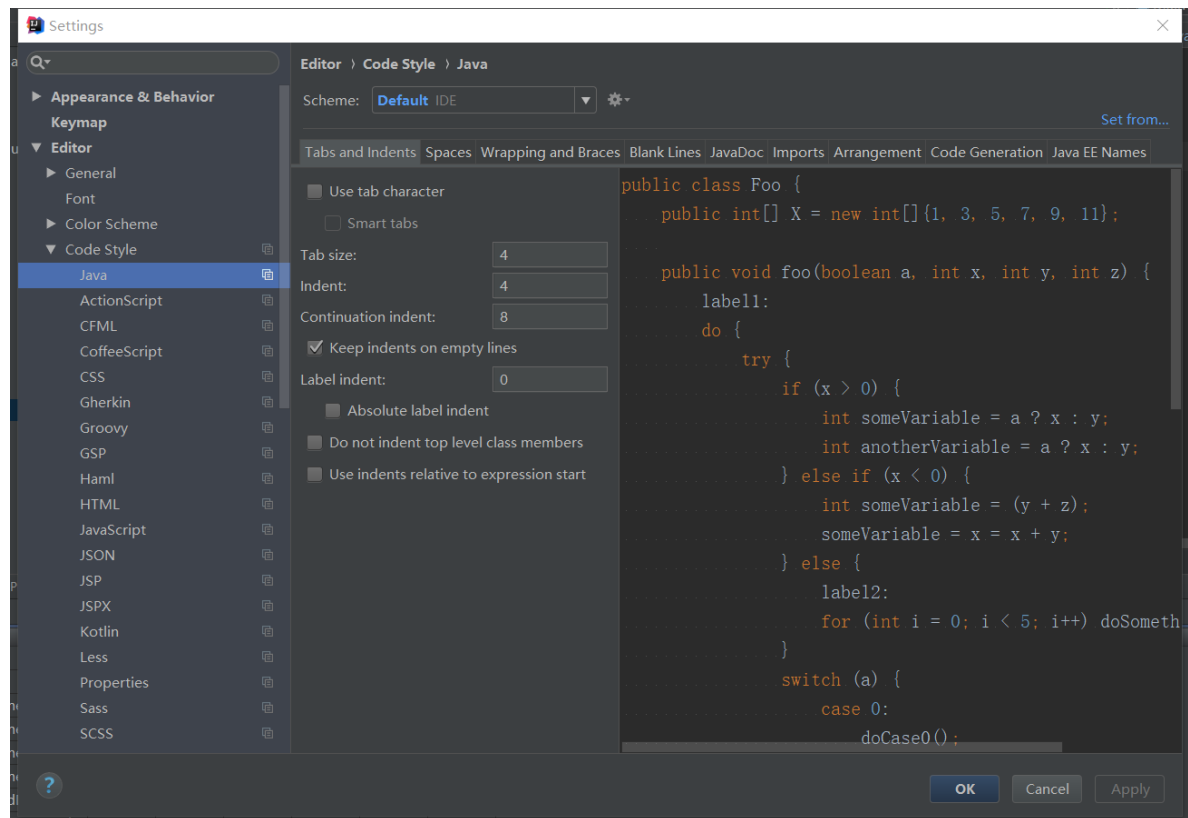 Settings
Editor › Code Style › Java
Scheme: Default IDE
Set from...
Appearance & Behavior
Keymap
Editor
General
Font
Color Scheme
Code Style
Java
ActionScript
CFML
CoffeeScript
CSS
Gherkin
Groovy
GSP
Haml
HTML
JavaScript
JSON
JSP
JSPX
Kotlin
Less
Properties
Sass
SCSS
Tabs and Indents Spaces Wrapping and Braces Blank Lines JavaDoc Imports Arrangement Code Generation Java EE Names
Use tab character
Smart tabs
Tab size: 4
Indent: 4
Continuation indent: 8
Keep indents on empty lines
Label indent: 0
Absolute label indent
Do not indent top level class members
Use indents relative to expression start
public class Foo {
public int[] X = new int[]{1, 3, 5, 7, 9, 11};
public void foo(boolean a, int x, int y, int z) {
label1:
do {
try {
if (x > 0) {
int someVariable = a ? x : y;
int anotherVariable = a ? x : y;
} else if (x < 0) {
int someVariable = (y + z);
someVariable = x = x + y;
} else {
label2:
for (int i = 0; i < 5; i++) doSometh
}
switch (a) {
case 0:
doCase0();
?
OK Cancel Apply